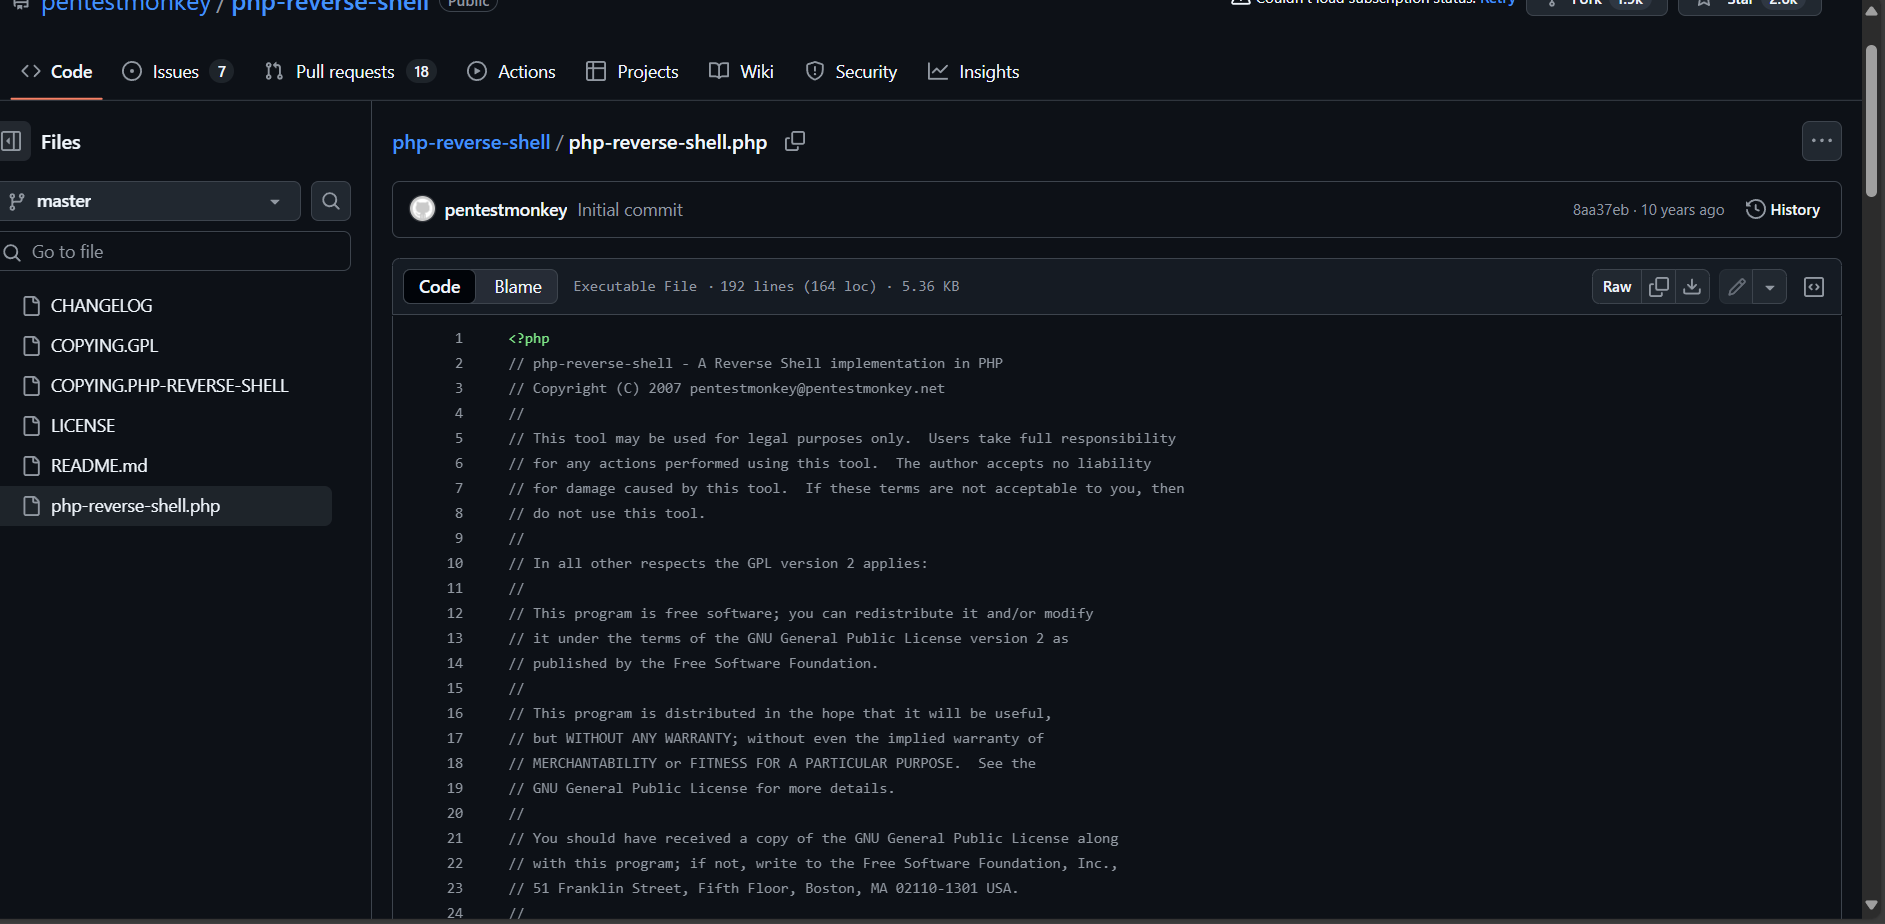 pentestmonkey / php-reverse-shell Public
Couldn't load subscription status. Retry
Fork 1.9k
Star 2.6k
Code
Issues 7
Pull requests 18
Actions
Projects
Wiki
Security
Insights
Files
master
Go to file
CHANGELOG
COPYING.GPL
COPYING.PHP-REVERSE-SHELL
LICENSE
README.md
php-reverse-shell.php
php-reverse-shell / php-reverse-shell.php
pentestmonkey Initial commit
8aa37eb · 10 years ago
History
Code Blame Executable File · 192 lines (164 loc) · 5.36 KB
Raw
1 <?php
2 // php-reverse-shell - A Reverse Shell implementation in PHP
3 // Copyright (C) 2007 pentestmonkey@pentestmonkey.net
4 //
5 // This tool may be used for legal purposes only.  Users take full responsibility
6 // for any actions performed using this tool.  The author accepts no liability
7 // for damage caused by this tool.  If these terms are not acceptable to you, then
8 // do not use this tool.
9 //
10 // In all other respects the GPL version 2 applies:
11 //
12 // This program is free software; you can redistribute it and/or modify
13 // it under the terms of the GNU General Public License version 2 as
14 // published by the Free Software Foundation.
15 //
16 // This program is distributed in the hope that it will be useful,
17 // but WITHOUT ANY WARRANTY; without even the implied warranty of
18 // MERCHANTABILITY or FITNESS FOR A PARTICULAR PURPOSE.  See the
19 // GNU General Public License for more details.
20 //
21 // You should have received a copy of the GNU General Public License along
22 // with this program; if not, write to the Free Software Foundation, Inc.,
23 // 51 Franklin Street, Fifth Floor, Boston, MA 02110-1301 USA.
24 //